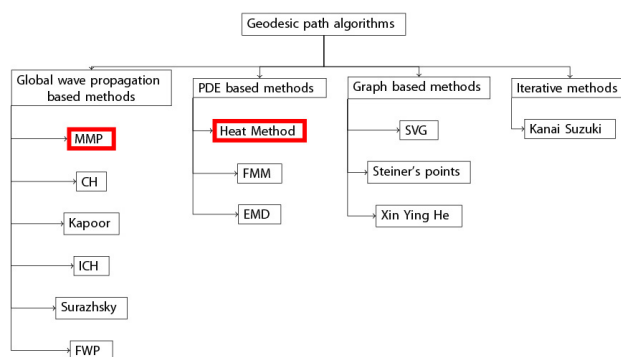 Geodesic path algorithms
Global wave propagation
based methods
PDE based methods
Graph based methods
Iterative methods
MMP
CH
Kapoor
ICH
Surazhsky
FWP
Heat Method
FMM
EMD
SVG
Steiner's points
Xin Ying He
Kanai Suzuki